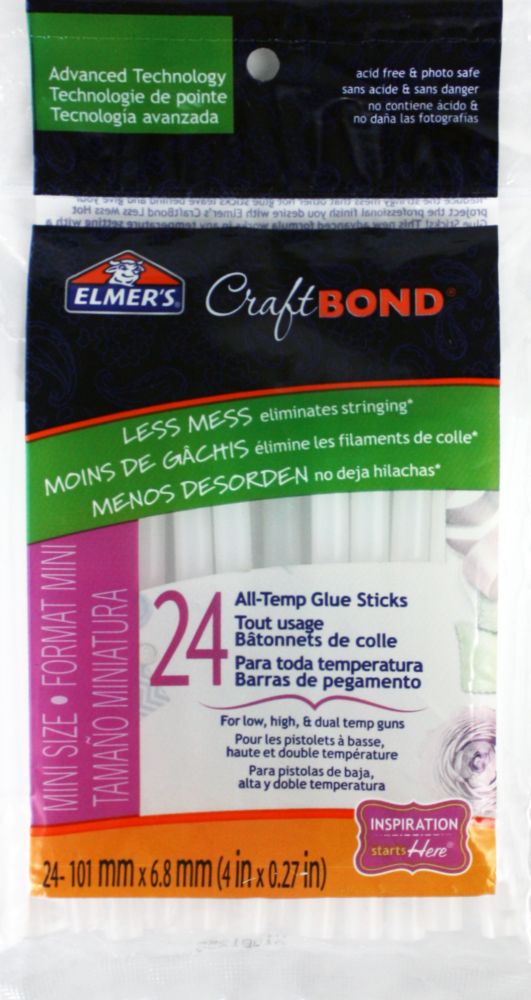 Advanced Technology
Technologie de pointe
Tecnología avanzada
acid free & photo safe
sans acide & sans danger
no contiene ácido &
no daña las fotografías
ELMER'S®
CraftBOND®
LESS MESS eliminates stringing*
MOINS DE GÂCHIS élimine les filaments de colle*
MENOS DESORDEN no deja hilachas*
MINI SIZE • FORMAT MINI
TAMAÑO MINIATURA
24
All-Temp Glue Sticks
Tout usage
Bâtonnets de colle
Para toda temperatura
Barras de pegamento
For low, high, & dual temp guns
Pour les pistolets à basse,
haute et double température
Para pistolas de baja,
alta y doble temperatura
INSPIRATION
starts Here®
24- 101 mm x 6.8 mm (4 in x 0.27 in)